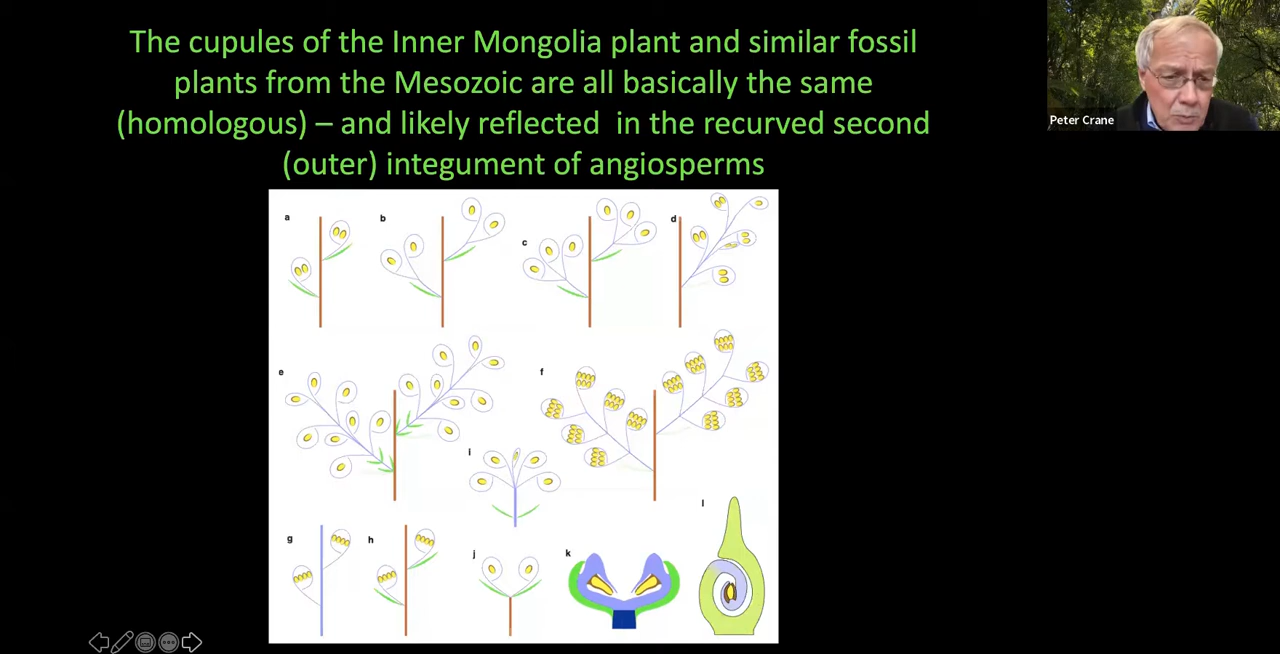 The cupules of the Inner Mongolia plant and similar fossil
plants from the Mesozoic are all basically the same
(homologous) – and likely reflected in the recurved second
(outer) integument of angiosperms
Peter Crane
a
b
c
d
e
f
i
l
g
h
j
k